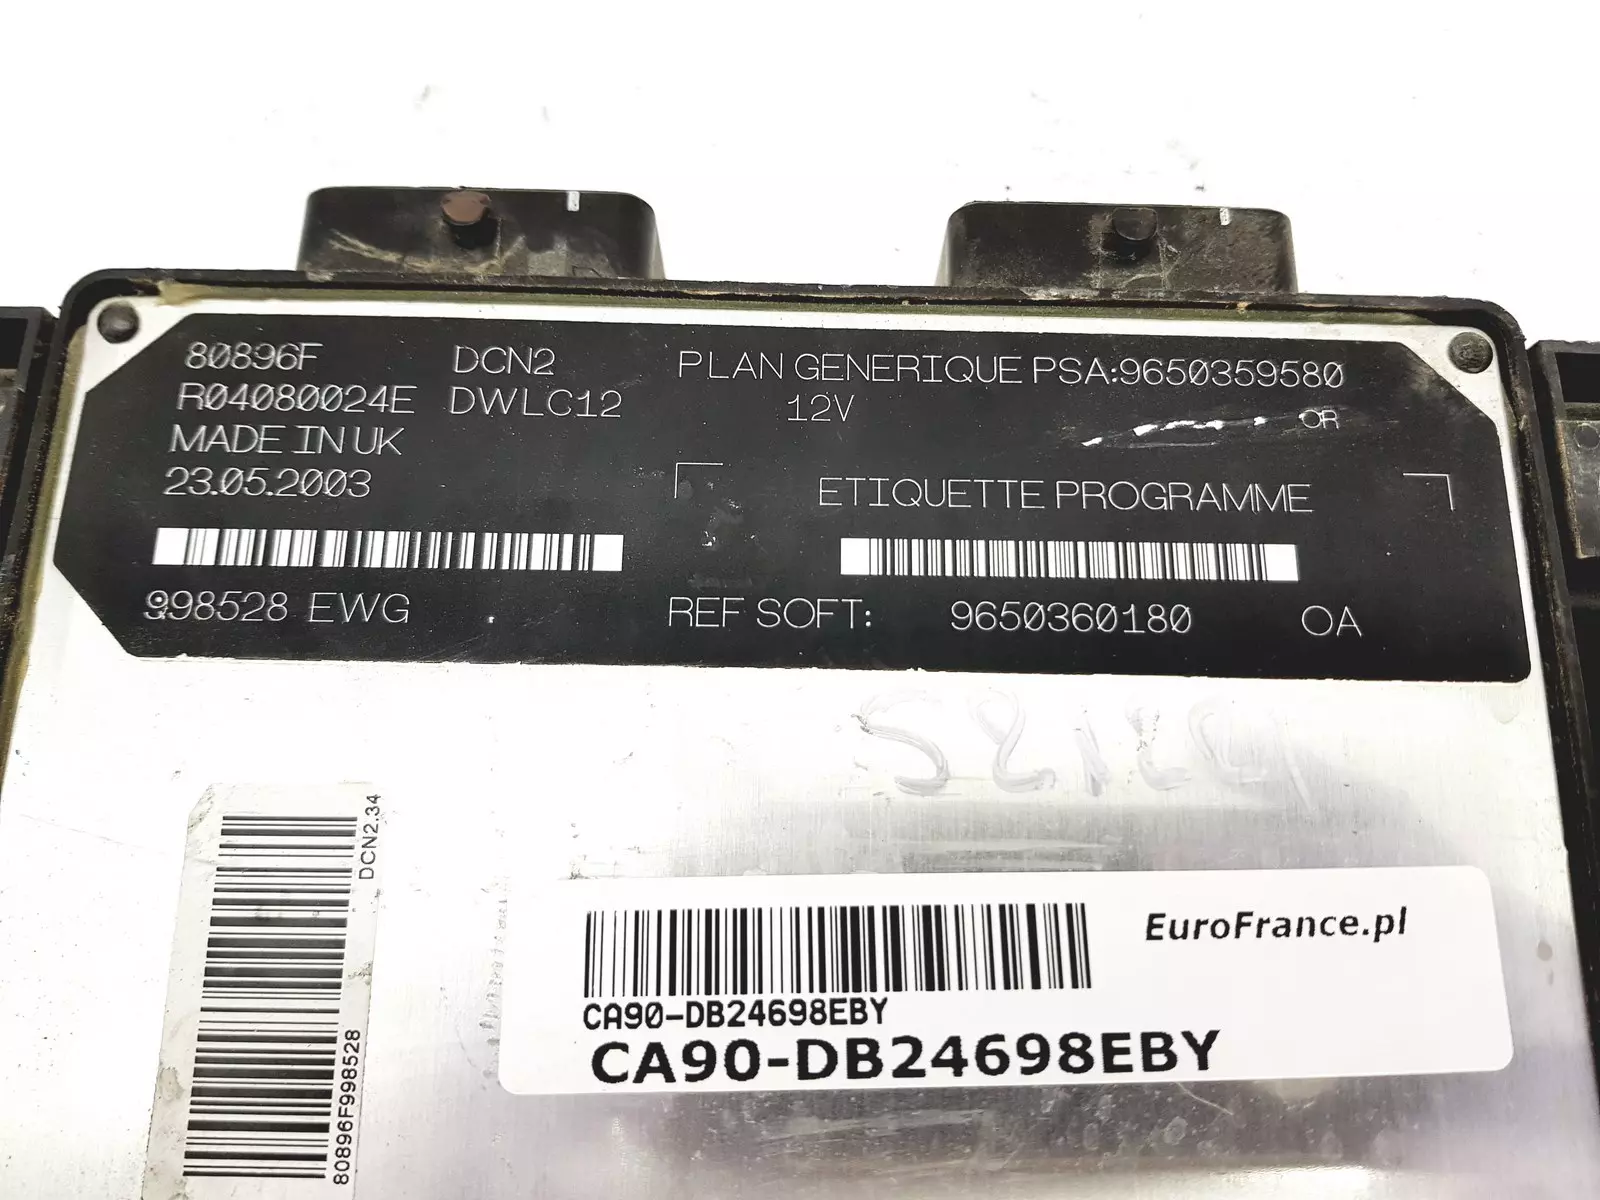 80896F DCN2 PLAN GENERIQUE PSA:9650359580
R04080024E DWLC12 12V
OR
MADE IN UK
23.05.2003 ETIQUETTE PROGRAMME
998528 EWG REF SOFT: 9650360180 OA
DCN2.34
80896F998528
EuroFrance.pl
CA90-DB24698EBY
CA90-DB24698EBY